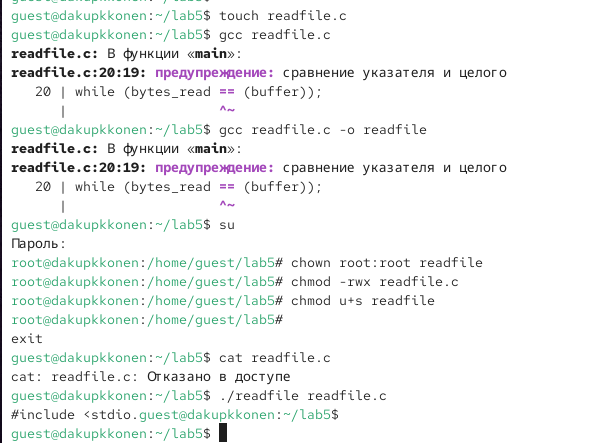 guest@dakupkkonen:~/lab5$ touch readfile.c
guest@dakupkkonen:~/lab5$ gcc readfile.c
readfile.c: В функции «main»:
readfile.c:20:19: предупреждение: сравнение указателя и целого
   20 | while (bytes_read == (buffer));
      |                   ^~
guest@dakupkkonen:~/lab5$ gcc readfile.c -o readfile
readfile.c: В функции «main»:
readfile.c:20:19: предупреждение: сравнение указателя и целого
   20 | while (bytes_read == (buffer));
      |                   ^~
guest@dakupkkonen:~/lab5$ su
Пароль:
root@dakupkkonen:/home/guest/lab5# chown root:root readfile
root@dakupkkonen:/home/guest/lab5# chmod -rwx readfile.c
root@dakupkkonen:/home/guest/lab5# chmod u+s readfile
root@dakupkkonen:/home/guest/lab5#
exit
guest@dakupkkonen:~/lab5$ cat readfile.c
cat: readfile.c: Отказано в доступе
guest@dakupkkonen:~/lab5$ ./readfile readfile.c
#include <stdio.guest@dakupkkonen:~/lab5$
guest@dakupkkonen:~/lab5$